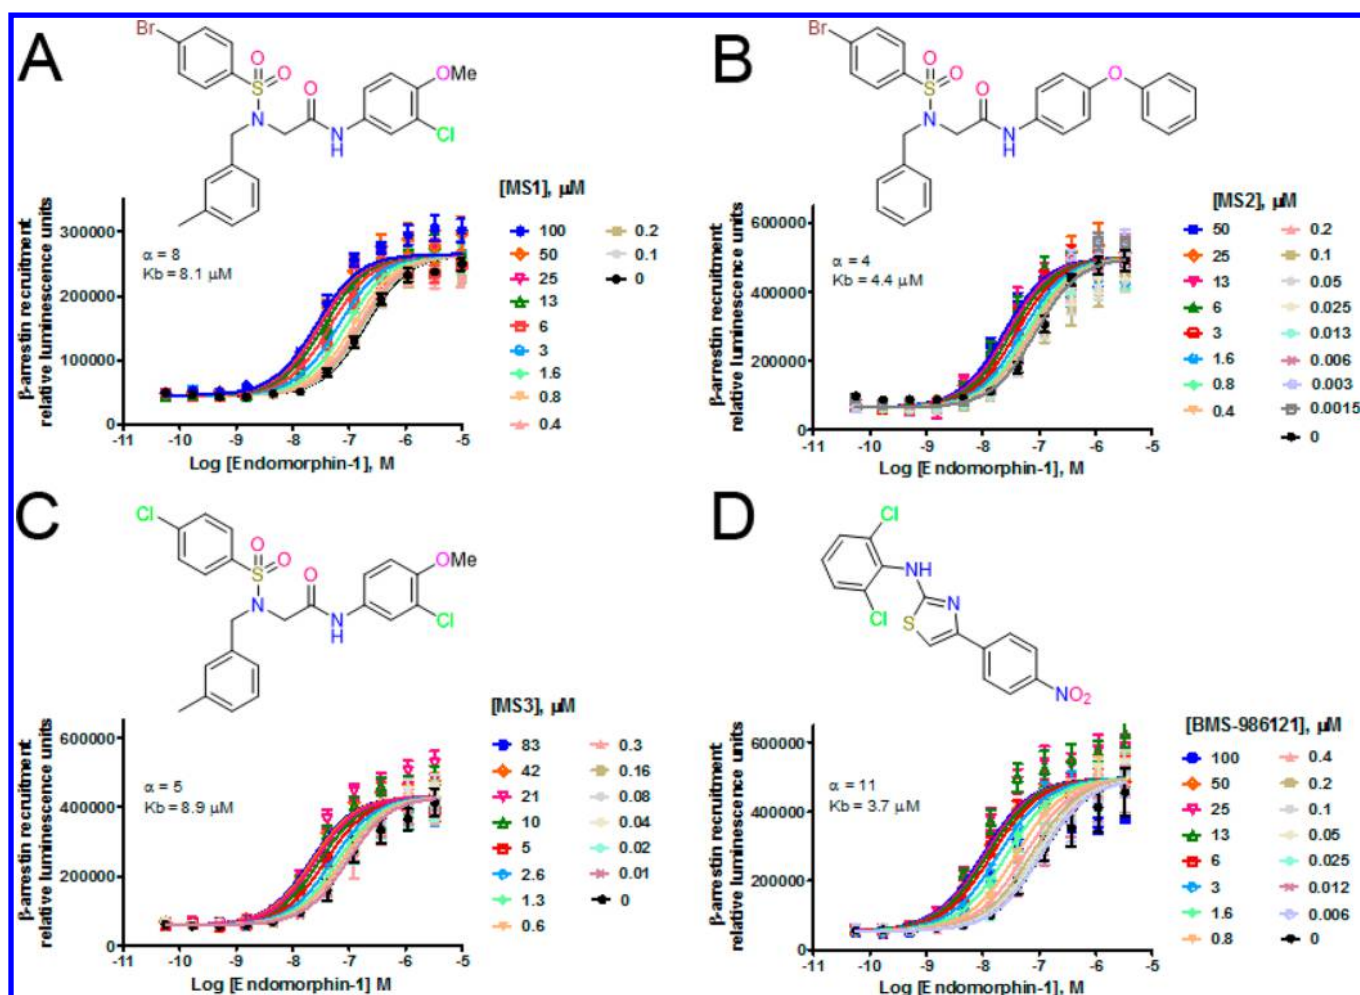 A
Br
O
O
S
O
OMe
N
N
H
Cl
[MS1], μM
β-arrestin recruitment
relative luminescence units
300000
200000
100000
0
α = 8
Kb = 8.1 μM
100
50
25
13
6
3
1.6
0.8
0.4
0.2
0.1
0
-11 -10 -9 -8 -7 -6 -5
Log [Endomorphin-1], M
B
Br
O
O
S
O
O
N
N
H
[MS2], μM
β-arrestin recruitment
relative luminescence units
600000
400000
200000
0
α = 4
Kb = 4.4 μM
50
25
13
6
3
1.6
0.8
0.4
0.2
0.1
0.05
0.025
0.013
0.006
0.003
0.0015
0
-11 -10 -9 -8 -7 -6 -5
Log [Endomorphin-1], M
C
Cl
O
O
S
O
OMe
N
N
H
Cl
[MS3], μM
β-arrestin recruitment
relative luminescence units
600000
400000
200000
0
α = 5
Kb = 8.9 μM
83
42
21
10
5
2.6
1.3
0.6
0.3
0.16
0.08
0.04
0.02
0.01
0
-11 -10 -9 -8 -7 -6 -5
Log [Endomorphin-1] M
D
Cl
NH
Cl
N
S
NO2
[BMS-986121], μM
β-arrestin recruitment
relative luminescence units
600000
400000
200000
0
α = 11
Kb = 3.7 μM
100
50
25
13
6
3
1.6
0.8
0.4
0.2
0.1
0.05
0.025
0.012
0.006
0
-11 -10 -9 -8 -7 -6 -5
Log [Endomorphin-1], M